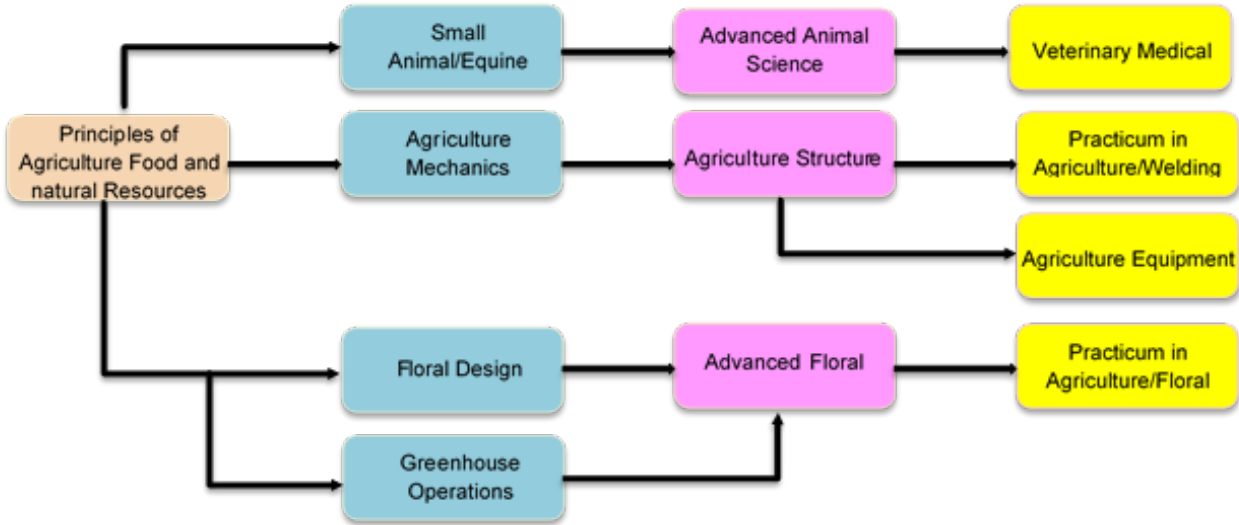 Small
Animal/Equine
Advanced Animal
Science
Veterinary Medical
Principles of
Agriculture Food and
natural Resources
Agriculture
Mechanics
Agriculture Structure
Practicum in
Agriculture/Welding
Agriculture Equipment
Floral Design
Advanced Floral
Practicum in
Agriculture/Floral
Greenhouse
Operations